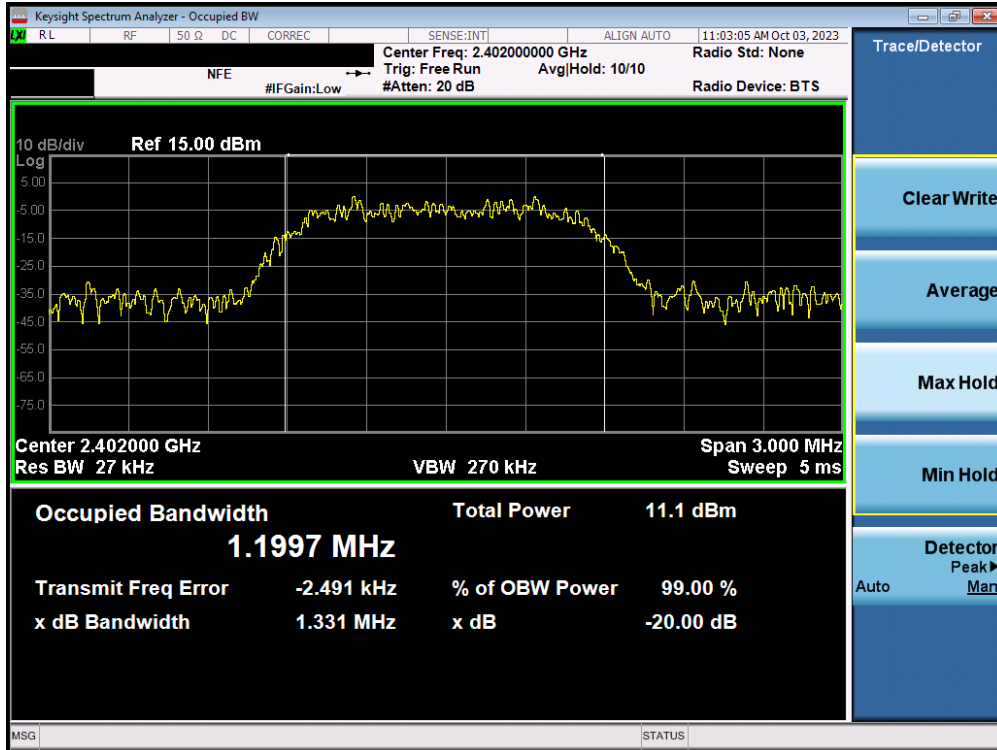 Keysight Spectrum Analyzer - Occupied BW
LXI RL RF 50 Ω DC CORREC SENSE:INT ALIGN AUTO 11:03:05 AM Oct 03, 2023
Center Freq: 2.402000000 GHz Radio Std: None
NFE Trig: Free Run Avg|Hold: 10/10
#IFGain:Low #Atten: 20 dB Radio Device: BTS
Trace/Detector
10 dB/div Ref 15.00 dBm
Log
5.00
-5.00
-15.0
-25.0
-35.0
-45.0
-55.0
-65.0
-75.0
Center 2.402000 GHz Span 3.000 MHz
Res BW 27 kHz VBW 270 kHz Sweep 5 ms
Occupied Bandwidth Total Power 11.1 dBm
1.1997 MHz
Transmit Freq Error -2.491 kHz % of OBW Power 99.00 %
x dB Bandwidth 1.331 MHz x dB -20.00 dB
Clear Write
Average
Max Hold
Min Hold
Detector
Peak▶
Auto Man
MSG STATUS